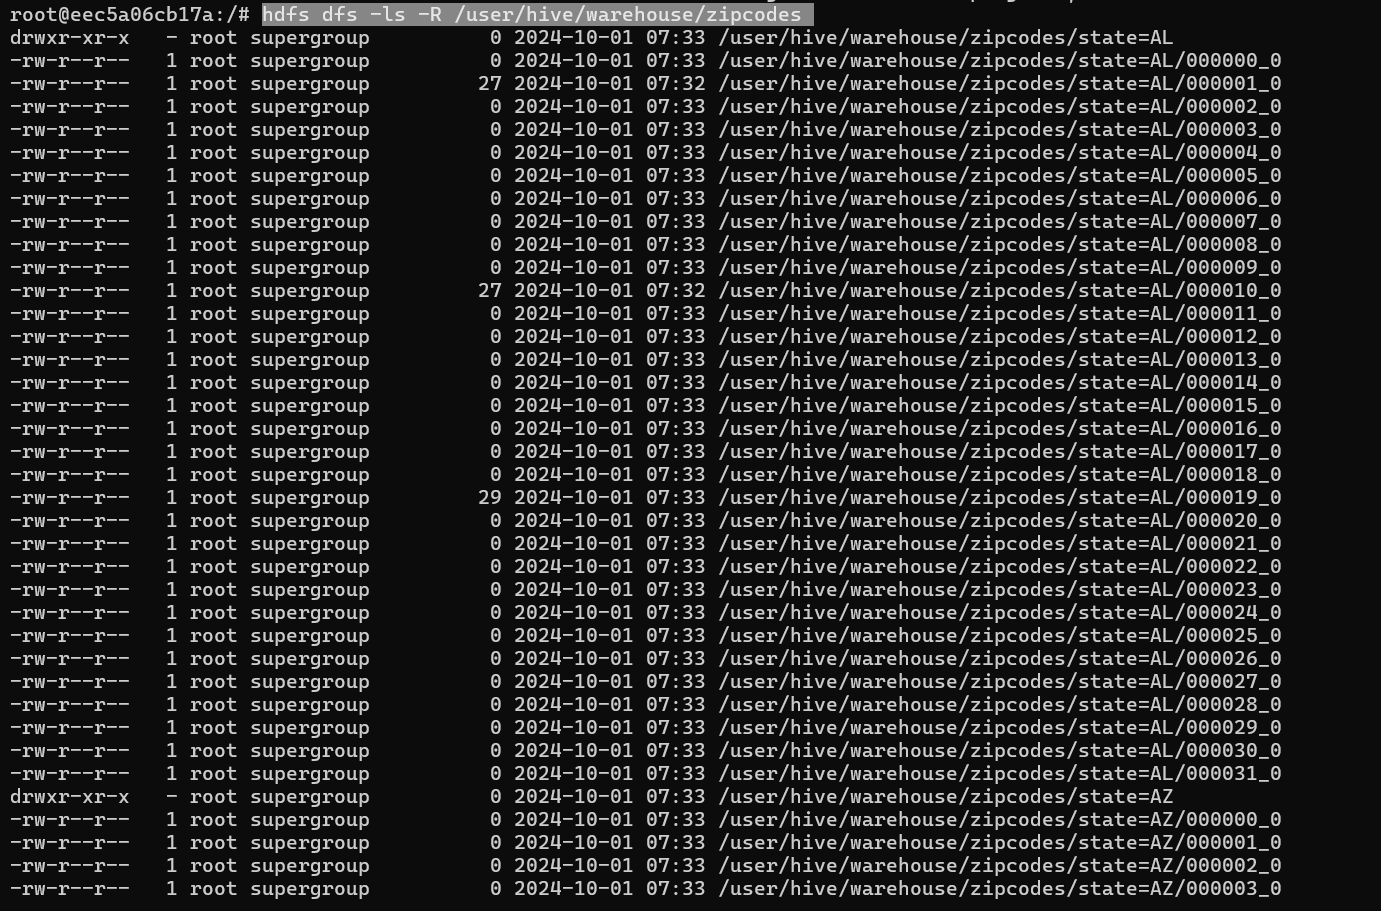 root@eec5a06cb17a:/# hdfs dfs -ls -R /user/hive/warehouse/zipcodes
drwxr-xr-x   - root supergroup          0 2024-10-01 07:33 /user/hive/warehouse/zipcodes/state=AL
-rw-r--r--   1 root supergroup          0 2024-10-01 07:33 /user/hive/warehouse/zipcodes/state=AL/000000_0
-rw-r--r--   1 root supergroup         27 2024-10-01 07:32 /user/hive/warehouse/zipcodes/state=AL/000001_0
-rw-r--r--   1 root supergroup          0 2024-10-01 07:33 /user/hive/warehouse/zipcodes/state=AL/000002_0
-rw-r--r--   1 root supergroup          0 2024-10-01 07:33 /user/hive/warehouse/zipcodes/state=AL/000003_0
-rw-r--r--   1 root supergroup          0 2024-10-01 07:33 /user/hive/warehouse/zipcodes/state=AL/000004_0
-rw-r--r--   1 root supergroup          0 2024-10-01 07:33 /user/hive/warehouse/zipcodes/state=AL/000005_0
-rw-r--r--   1 root supergroup          0 2024-10-01 07:33 /user/hive/warehouse/zipcodes/state=AL/000006_0
-rw-r--r--   1 root supergroup          0 2024-10-01 07:33 /user/hive/warehouse/zipcodes/state=AL/000007_0
-rw-r--r--   1 root supergroup          0 2024-10-01 07:33 /user/hive/warehouse/zipcodes/state=AL/000008_0
-rw-r--r--   1 root supergroup          0 2024-10-01 07:33 /user/hive/warehouse/zipcodes/state=AL/000009_0
-rw-r--r--   1 root supergroup         27 2024-10-01 07:32 /user/hive/warehouse/zipcodes/state=AL/000010_0
-rw-r--r--   1 root supergroup          0 2024-10-01 07:33 /user/hive/warehouse/zipcodes/state=AL/000011_0
-rw-r--r--   1 root supergroup          0 2024-10-01 07:33 /user/hive/warehouse/zipcodes/state=AL/000012_0
-rw-r--r--   1 root supergroup          0 2024-10-01 07:33 /user/hive/warehouse/zipcodes/state=AL/000013_0
-rw-r--r--   1 root supergroup          0 2024-10-01 07:33 /user/hive/warehouse/zipcodes/state=AL/000014_0
-rw-r--r--   1 root supergroup          0 2024-10-01 07:33 /user/hive/warehouse/zipcodes/state=AL/000015_0
-rw-r--r--   1 root supergroup          0 2024-10-01 07:33 /user/hive/warehouse/zipcodes/state=AL/000016_0
-rw-r--r--   1 root supergroup          0 2024-10-01 07:33 /user/hive/warehouse/zipcodes/state=AL/000017_0
-rw-r--r--   1 root supergroup          0 2024-10-01 07:33 /user/hive/warehouse/zipcodes/state=AL/000018_0
-rw-r--r--   1 root supergroup         29 2024-10-01 07:33 /user/hive/warehouse/zipcodes/state=AL/000019_0
-rw-r--r--   1 root supergroup          0 2024-10-01 07:33 /user/hive/warehouse/zipcodes/state=AL/000020_0
-rw-r--r--   1 root supergroup          0 2024-10-01 07:33 /user/hive/warehouse/zipcodes/state=AL/000021_0
-rw-r--r--   1 root supergroup          0 2024-10-01 07:33 /user/hive/warehouse/zipcodes/state=AL/000022_0
-rw-r--r--   1 root supergroup          0 2024-10-01 07:33 /user/hive/warehouse/zipcodes/state=AL/000023_0
-rw-r--r--   1 root supergroup          0 2024-10-01 07:33 /user/hive/warehouse/zipcodes/state=AL/000024_0
-rw-r--r--   1 root supergroup          0 2024-10-01 07:33 /user/hive/warehouse/zipcodes/state=AL/000025_0
-rw-r--r--   1 root supergroup          0 2024-10-01 07:33 /user/hive/warehouse/zipcodes/state=AL/000026_0
-rw-r--r--   1 root supergroup          0 2024-10-01 07:33 /user/hive/warehouse/zipcodes/state=AL/000027_0
-rw-r--r--   1 root supergroup          0 2024-10-01 07:33 /user/hive/warehouse/zipcodes/state=AL/000028_0
-rw-r--r--   1 root supergroup          0 2024-10-01 07:33 /user/hive/warehouse/zipcodes/state=AL/000029_0
-rw-r--r--   1 root supergroup          0 2024-10-01 07:33 /user/hive/warehouse/zipcodes/state=AL/000030_0
-rw-r--r--   1 root supergroup          0 2024-10-01 07:33 /user/hive/warehouse/zipcodes/state=AL/000031_0
drwxr-xr-x   - root supergroup          0 2024-10-01 07:33 /user/hive/warehouse/zipcodes/state=AZ
-rw-r--r--   1 root supergroup          0 2024-10-01 07:33 /user/hive/warehouse/zipcodes/state=AZ/000000_0
-rw-r--r--   1 root supergroup          0 2024-10-01 07:33 /user/hive/warehouse/zipcodes/state=AZ/000001_0
-rw-r--r--   1 root supergroup          0 2024-10-01 07:33 /user/hive/warehouse/zipcodes/state=AZ/000002_0
-rw-r--r--   1 root supergroup          0 2024-10-01 07:33 /user/hive/warehouse/zipcodes/state=AZ/000003_0